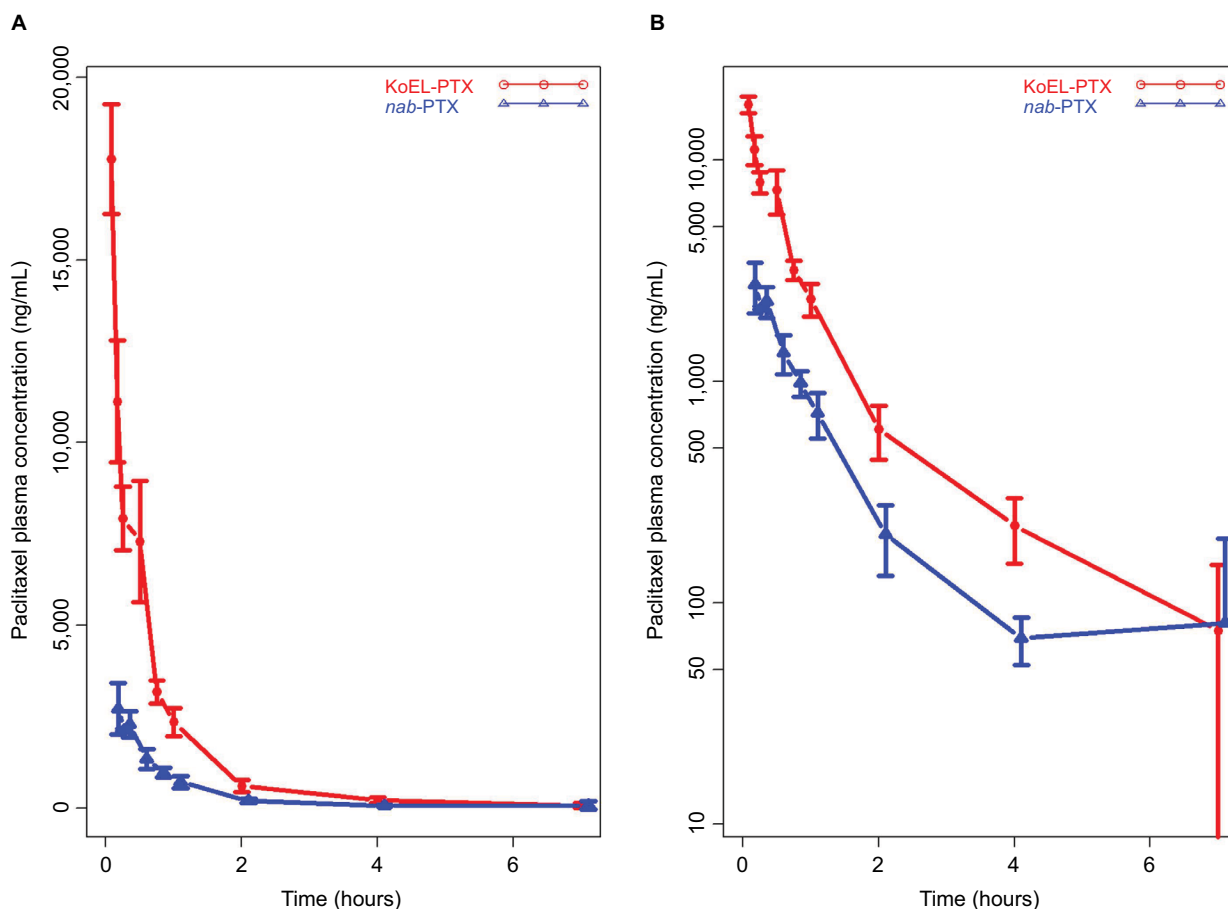 A
20,000
15,000
10,000
5,000
0
Paclitaxel plasma concentration (ng/mL)
KoEL-PTX
nab-PTX
0
2
4
6
Time (hours)
B
10,000
5,000
1,000
500
100
50
10
Paclitaxel plasma concentration (ng/mL)
KoEL-PTX
nab-PTX
0
2
4
6
Time (hours)